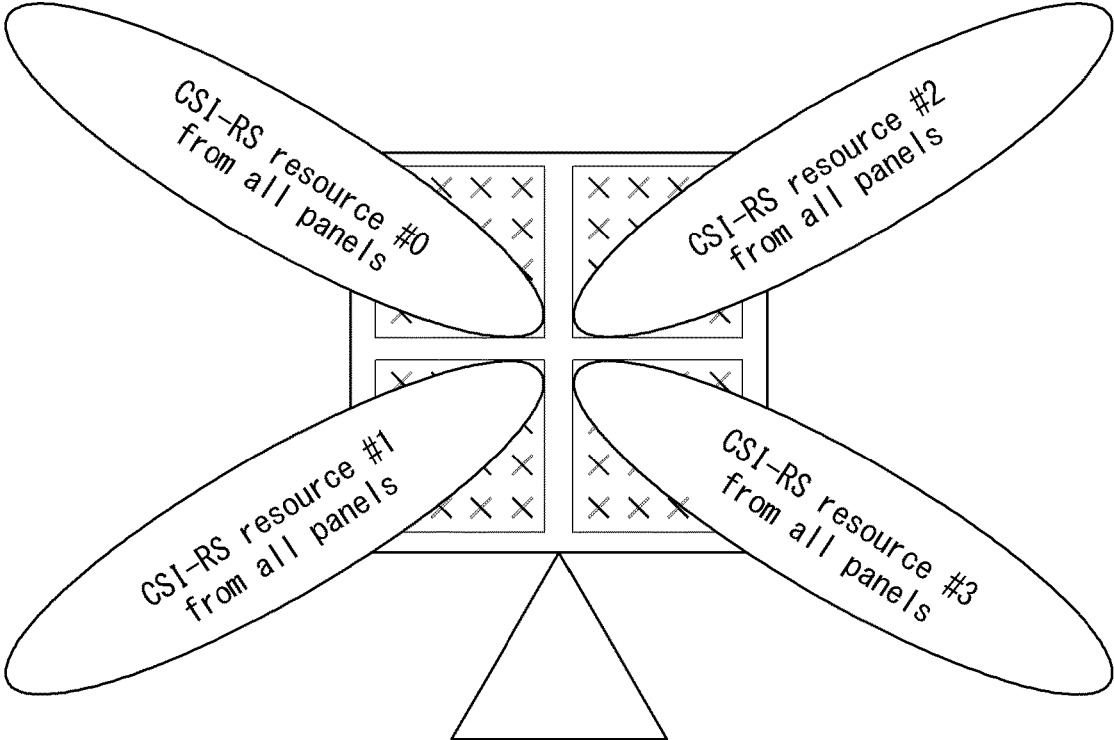 CSI-RS resource #0
from all panels
CSI-RS resource #2
from all panels
CSI-RS resource #1
from all panels
CSI-RS resource #3
from all panels